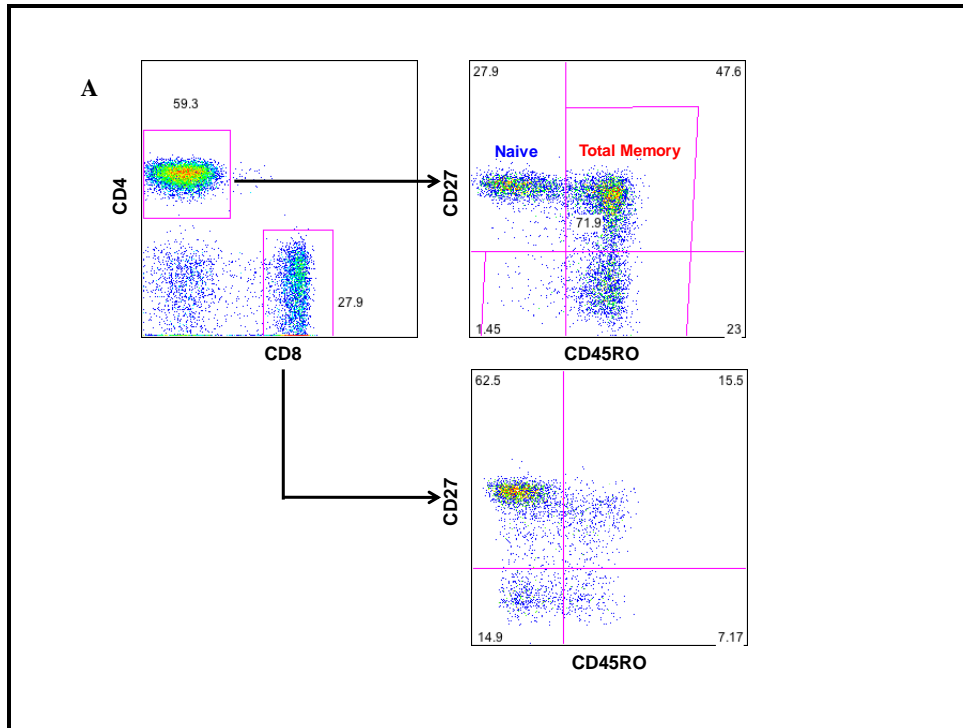 A
59.3
CD4
27.9
CD8
27.9
47.6
Naive
Total Memory
CD27
71.9
1.45
23
CD45RO
62.5
15.5
CD27
14.9
7.17
CD45RO